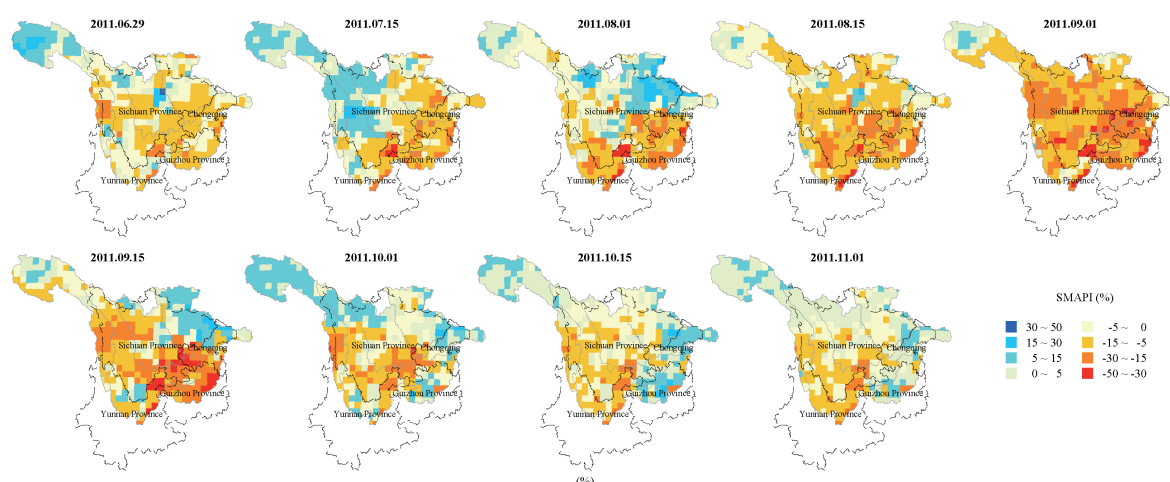 2011.06.29
2011.07.15
2011.08.01
2011.08.15
2011.09.01
Sichuan Province
Chongqing
Guizhou Province
Yunnan Province
Sichuan Province
Chongqing
Guizhou Province
Yunnan Province
Sichuan Province
Chongqing
Guizhou Province
Yunnan Province
Sichuan Province
Chongqing
Guizhou Province
Yunnan Province
Sichuan Province
Chongqing
Guizhou Province
Yunnan Province
2011.09.15
2011.10.01
2011.10.15
2011.11.01
Sichuan Province
Chongqing
Guizhou Province
Yunnan Province
Sichuan Province
Chongqing
Guizhou Province
Yunnan Province
Sichuan Province
Chongqing
Guizhou Province
Yunnan Province
Sichuan Province
Chongqing
Guizhou Province
Yunnan Province
SMAPI (%)
30 ~ 50
-5 ~ 0
15 ~ 30
-15 ~ -5
5 ~ 15
-30 ~ -15
0 ~ 5
-50 ~ -30
(%)